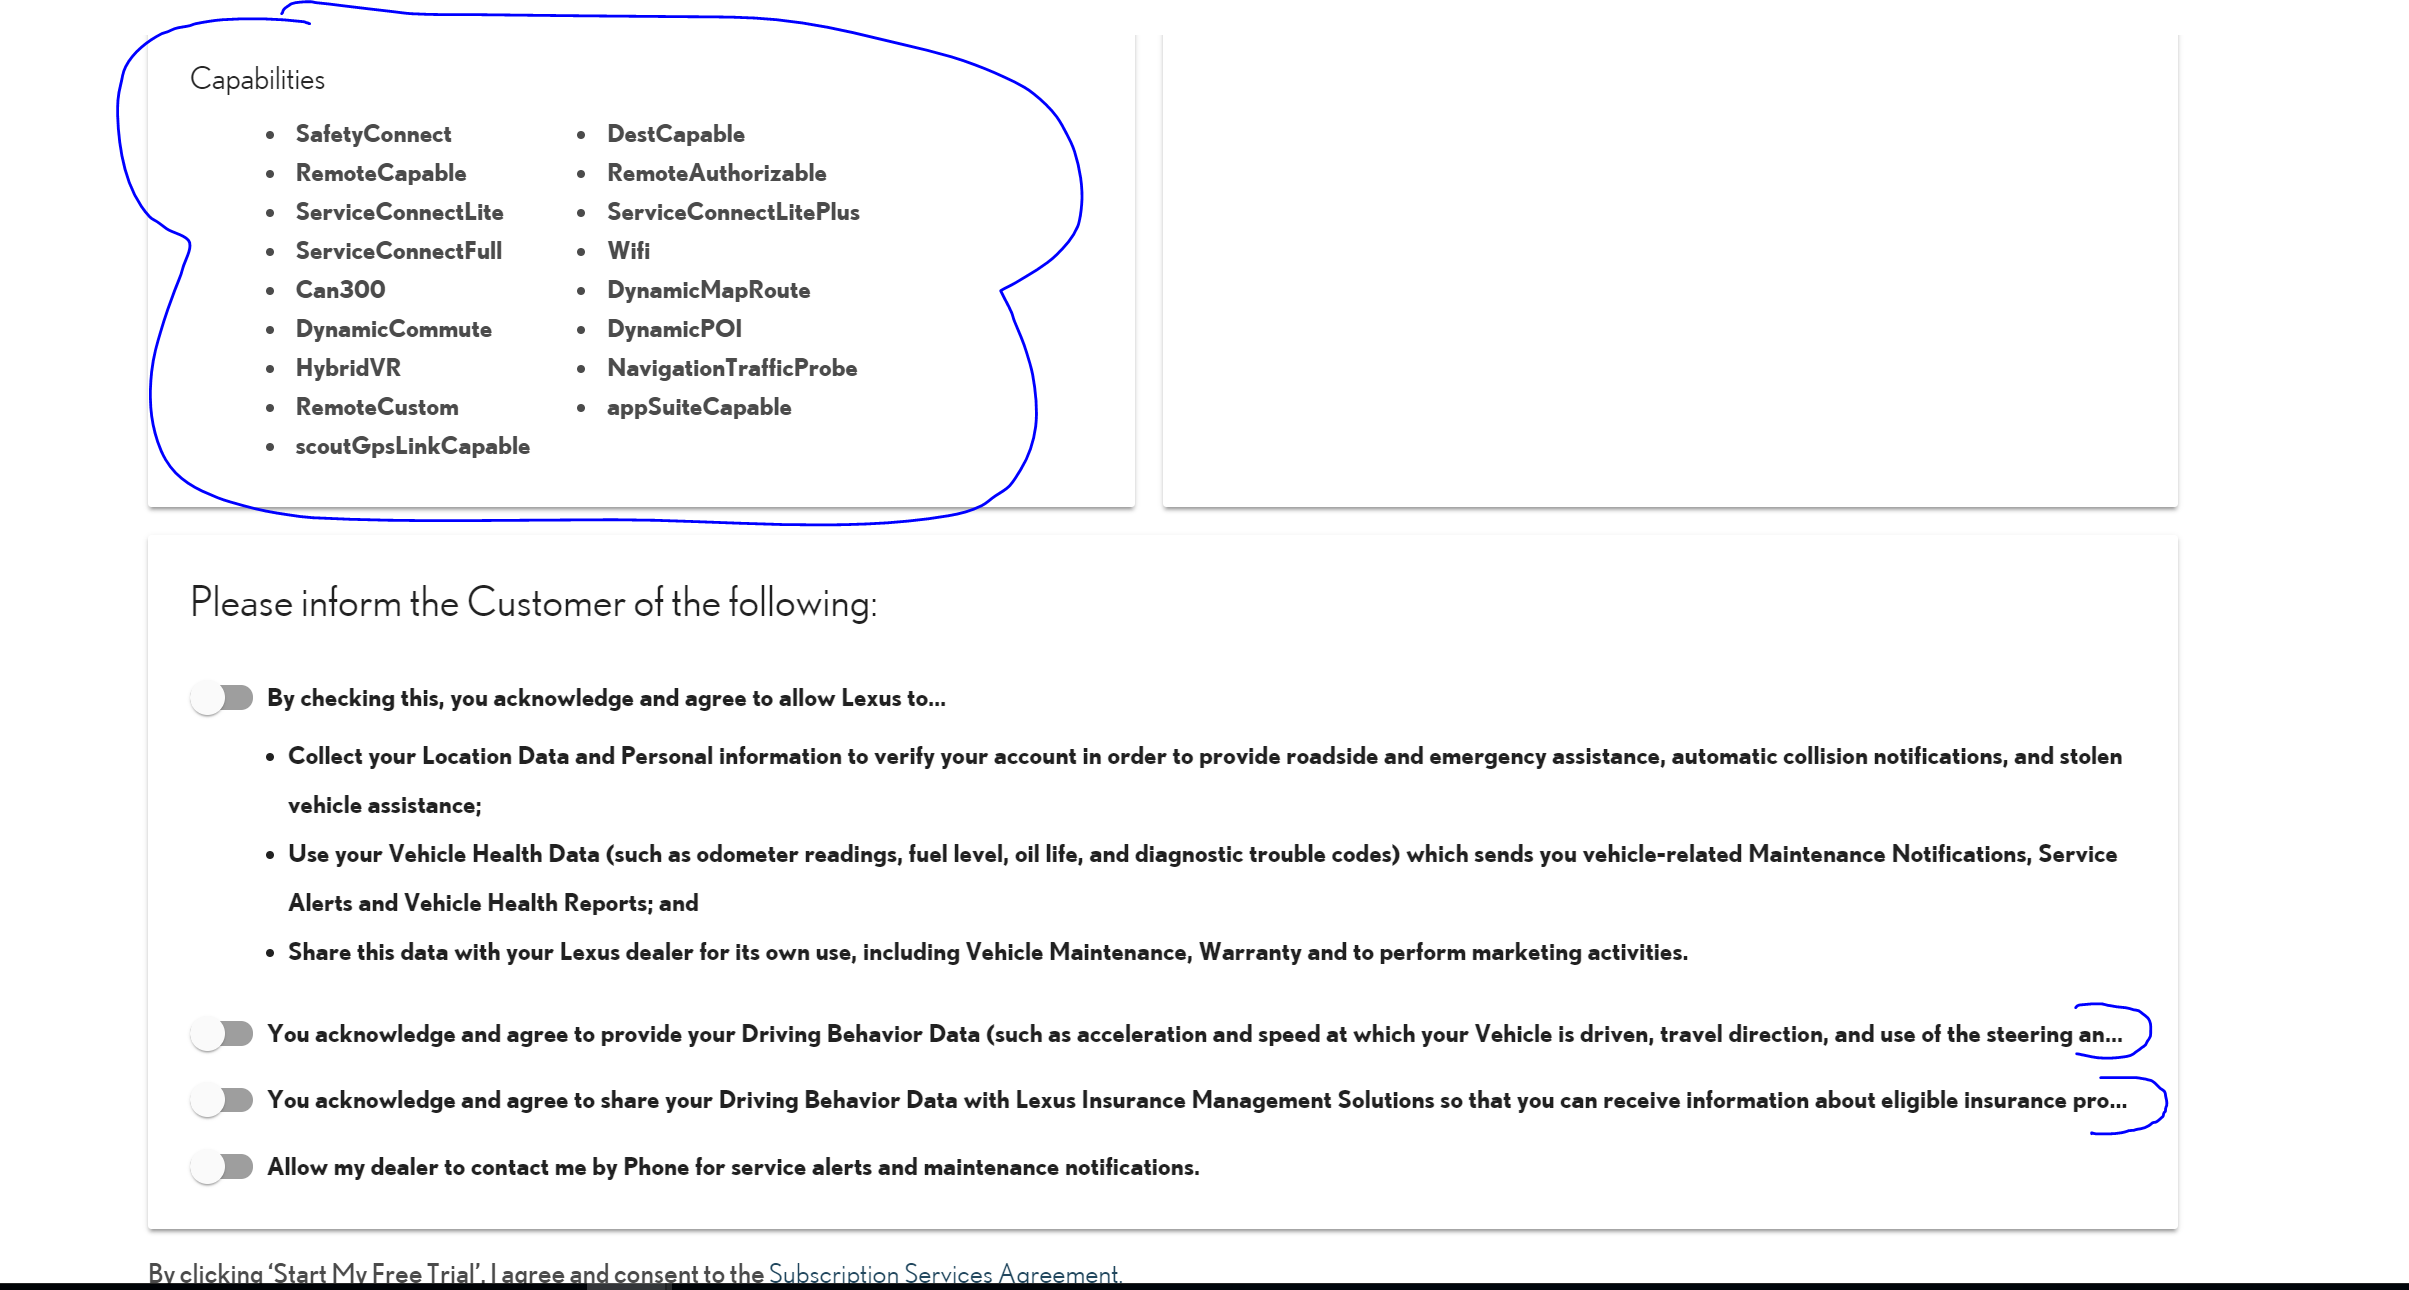 Capabilities
• SafetyConnect
• DestCapable
• RemoteCapable
• RemoteAuthorizable
• ServiceConnectLite
• ServiceConnectLitePlus
• ServiceConnectFull
• Wifi
• Can300
• DynamicMapRoute
• DynamicCommute
• DynamicPOI
• HybridVR
• NavigationTrafficProbe
• RemoteCustom
• appSuiteCapable
• scoutGpsLinkCapable
Please inform the Customer of the following:
By checking this, you acknowledge and agree to allow Lexus to...
• Collect your Location Data and Personal information to verify your account in order to provide roadside and emergency assistance, automatic collision notifications, and stolen
vehicle assistance;
• Use your Vehicle Health Data (such as odometer readings, fuel level, oil life, and diagnostic trouble codes) which sends you vehicle-related Maintenance Notifications, Service
Alerts and Vehicle Health Reports; and
• Share this data with your Lexus dealer for its own use, including Vehicle Maintenance, Warranty and to perform marketing activities.
You acknowledge and agree to provide your Driving Behavior Data (such as acceleration and speed at which your Vehicle is driven, travel direction, and use of the steering an...
You acknowledge and agree to share your Driving Behavior Data with Lexus Insurance Management Solutions so that you can receive information about eligible insurance pro...
Allow my dealer to contact me by Phone for service alerts and maintenance notifications.
By clicking ‘Start My Free Trial’, I agree and consent to the Subscription Services Agreement.